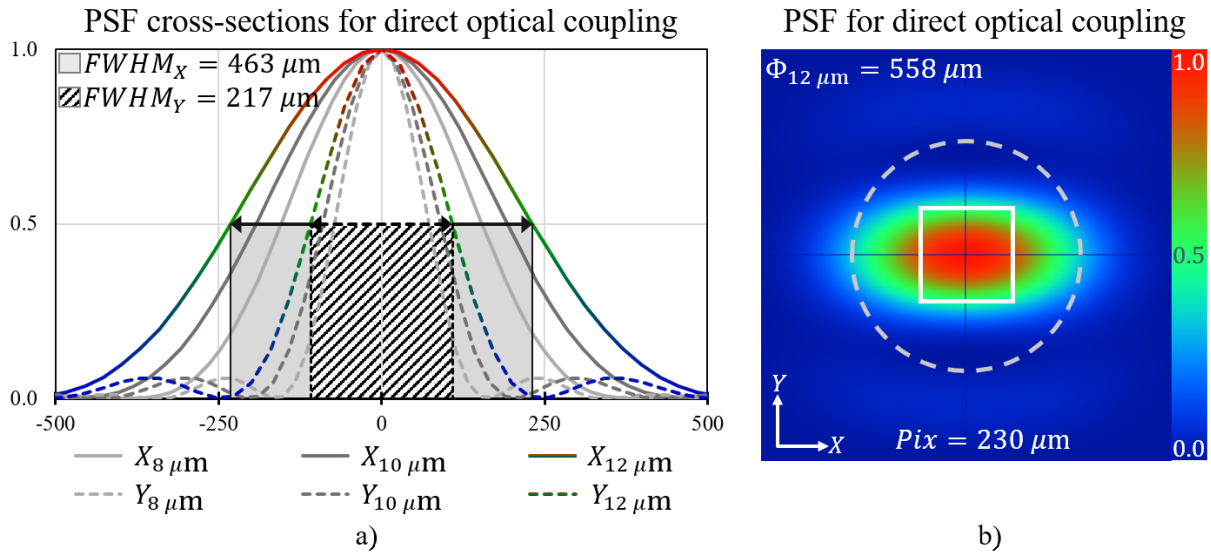 PSF cross-sections for direct optical coupling
1.0
FWHM_X = 463 μm
FWHM_Y = 217 μm
0.5
0.0
-500 -250 0 250 500
X_8 μm X_10 μm X_12 μm
Y_8 μm Y_10 μm Y_12 μm
a)
PSF for direct optical coupling
Φ_12 μm = 558 μm
1.0
0.5
0.0
Y
X
Pix = 230 μm
b)